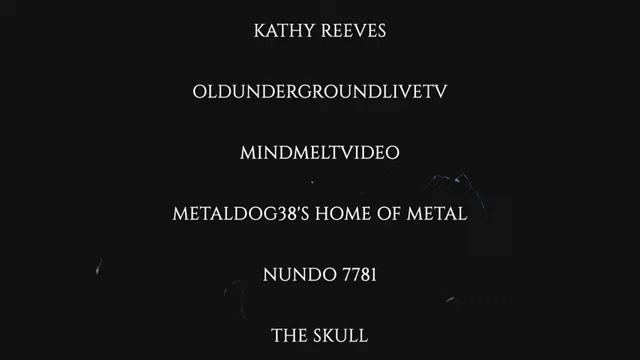 KATHY REEVES
OLDUNDERGROUNDLIVETV
MINDMELTVIDEO
METALDOG38'S HOME OF METAL
NUNDO 7781
THE SKULL